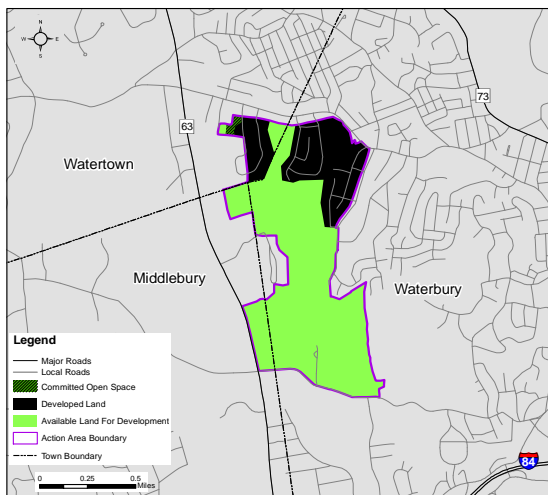 N
W E
S
73
63
Watertown
Middlebury
Waterbury
Legend
Major Roads
Local Roads
Committed Open Space
Developed Land
Available Land For Development
Action Area Boundary
Town Boundary
0 0.25 0.5
Miles
84